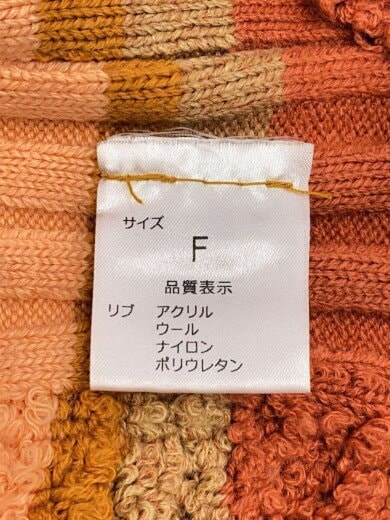 サイズ
F
品質表示
リブ アクリル
ウール
ナイロン
ポリウレタン